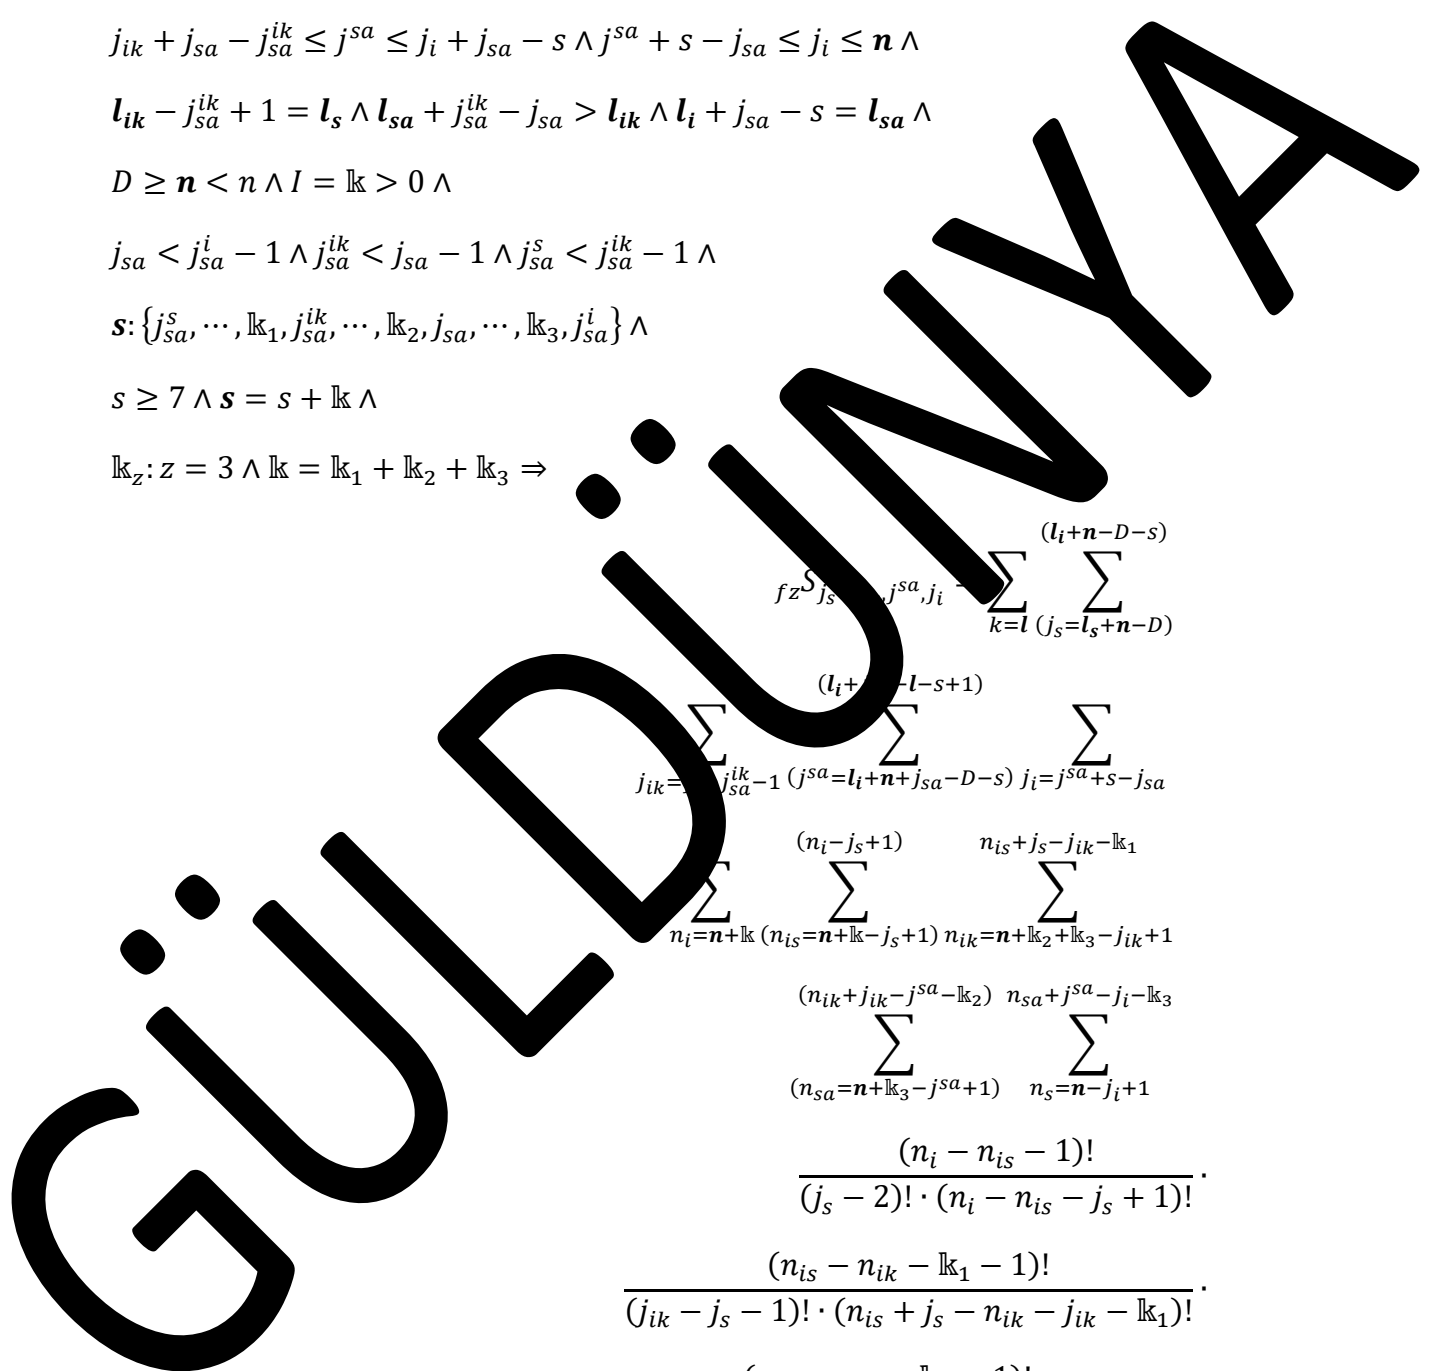 j_{ik} + j_{sa} − j_{sa}^{ik} ≤ j^{sa} ≤ j_i + j_{sa} − s ∧ j^{sa} + s − j_{sa} ≤ j_i ≤ n ∧
l_{ik} − j_{sa}^{ik} + 1 = l_s ∧ l_{sa} + j_{sa}^{ik} − j_{sa} > l_{ik} ∧ l_i + j_{sa} − s = l_{sa} ∧
D ≥ n < n ∧ I = 𝕜 > 0 ∧
j_{sa} < j_{sa}^i − 1 ∧ j_{sa}^{ik} < j_{sa} − 1 ∧ j_{sa}^s < j_{sa}^{ik} − 1 ∧
s: {j_{sa}^s, ⋯, 𝕜_1, j_{sa}^{ik}, ⋯, 𝕜_2, j_{sa}, ⋯, 𝕜_3, j_{sa}^i} ∧
s ≥ 7 ∧ s = s + 𝕜 ∧
𝕜_z: z = 3 ∧ 𝕜 = 𝕜_1 + 𝕜_2 + 𝕜_3 ⇒
(l_i+n−D−s)
_{fz}S_{j_s ,j^{sa},j_i} ∑ ∑
k=l (j_s=l_s+n−D)
(l_i+ −l−s+1)
∑ ∑ ∑
j_{ik}= j_{sa}^{ik}−1 (j^{sa}=l_i+n+j_{sa}−D−s) j_i=j^{sa}+s−j_{sa}
(n_i−j_s+1) n_{is}+j_s−j_{ik}−𝕜_1
∑ ∑ ∑
n_i=n+𝕜 (n_{is}=n+𝕜−j_s+1) n_{ik}=n+𝕜_2+𝕜_3−j_{ik}+1
(n_{ik}+j_{ik}−j^{sa}−𝕜_2) n_{sa}+j^{sa}−j_i−𝕜_3
∑ ∑
(n_{sa}=n+𝕜_3−j^{sa}+1) n_s=n−j_i+1
(n_i − n_{is} − 1)!
(j_s − 2)! · (n_i − n_{is} − j_s + 1)! ·
(n_{is} − n_{ik} − 𝕜_1 − 1)!
(j_{ik} − j_s − 1)! · (n_{is} + j_s − n_{ik} − j_{ik} − 𝕜_1)! ·
GÜLDÜNYA